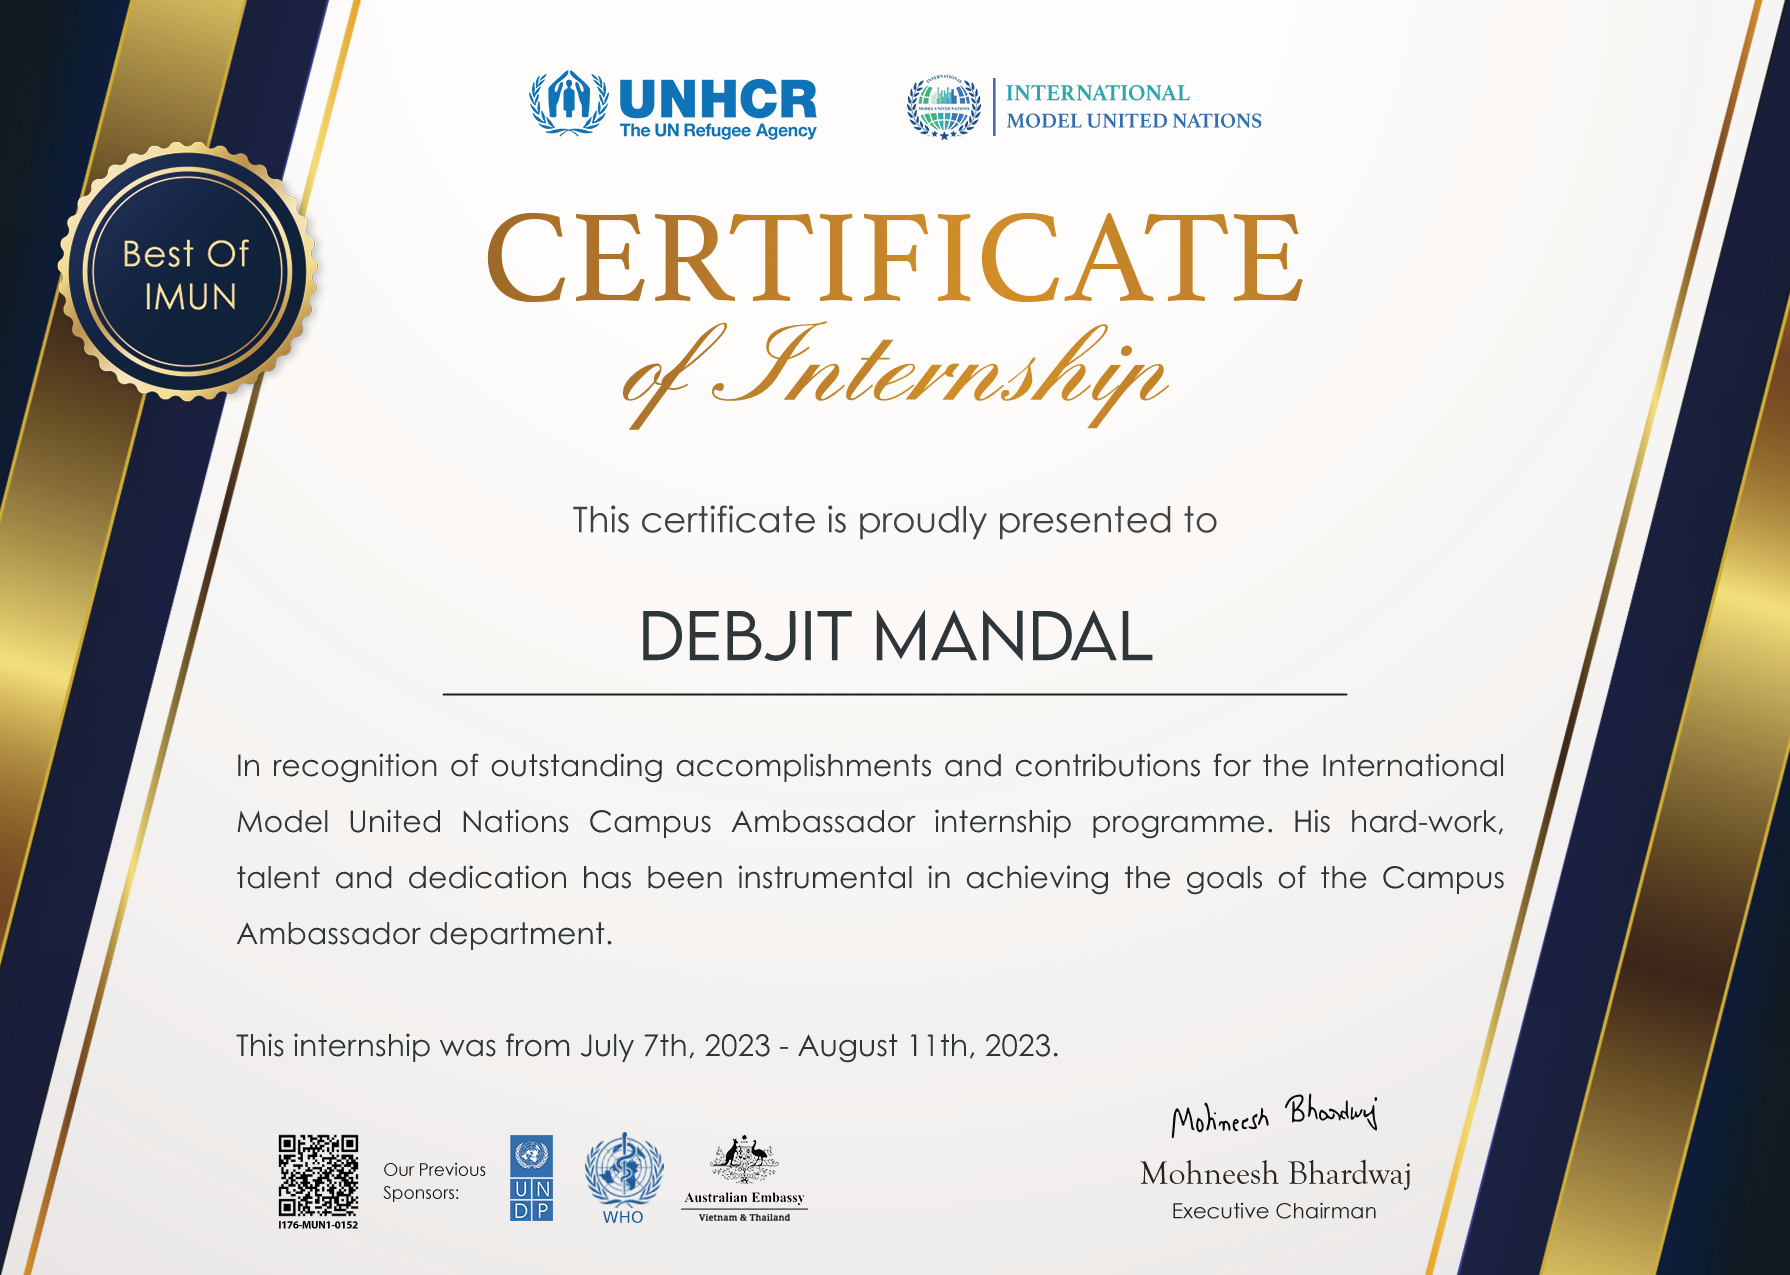 UNHCR
The UN Refugee Agency
INTERNATIONAL
MODEL UNITED NATIONS
INTERNATIONAL
MODEL UNITED NATIONS
Best Of
IMUN
CERTIFICATE
of Internship
This certificate is proudly presented to
DEBJIT MANDAL
In recognition of outstanding accomplishments and contributions for the International
Model United Nations Campus Ambassador internship programme. His hard-work,
talent and dedication has been instrumental in achieving the goals of the Campus
Ambassador department.
This internship was from July 7th, 2023 - August 11th, 2023.
I176-MUN1-0152
Our Previous
Sponsors:
UN
DP
WHO
Australian Embassy
Vietnam & Thailand
Mohneesh Bhardwaj
Mohneesh Bhardwaj
Executive Chairman